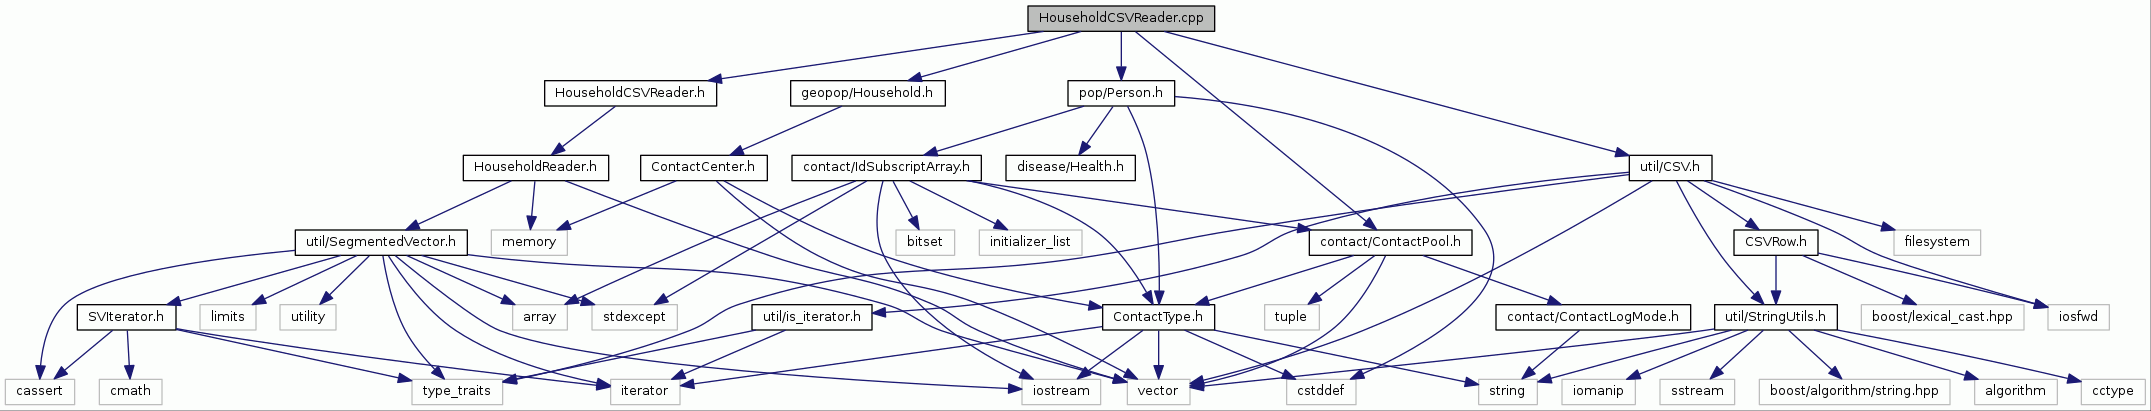 HouseholdCSVReader.cpp
HouseholdCSVReader.h
geopop/Household.h
pop/Person.h
HouseholdReader.h
ContactCenter.h
contact/IdSubscriptArray.h
disease/Health.h
util/CSV.h
util/SegmentedVector.h
memory
bitset
initializer_list
contact/ContactPool.h
CSVRow.h
filesystem
SVIterator.h
limits
utility
array
stdexcept
util/is_iterator.h
ContactType.h
tuple
contact/ContactLogMode.h
util/StringUtils.h
boost/lexical_cast.hpp
iosfwd
cassert
cmath
type_traits
iterator
iostream
vector
cstddef
string
iomanip
sstream
boost/algorithm/string.hpp
algorithm
cctype